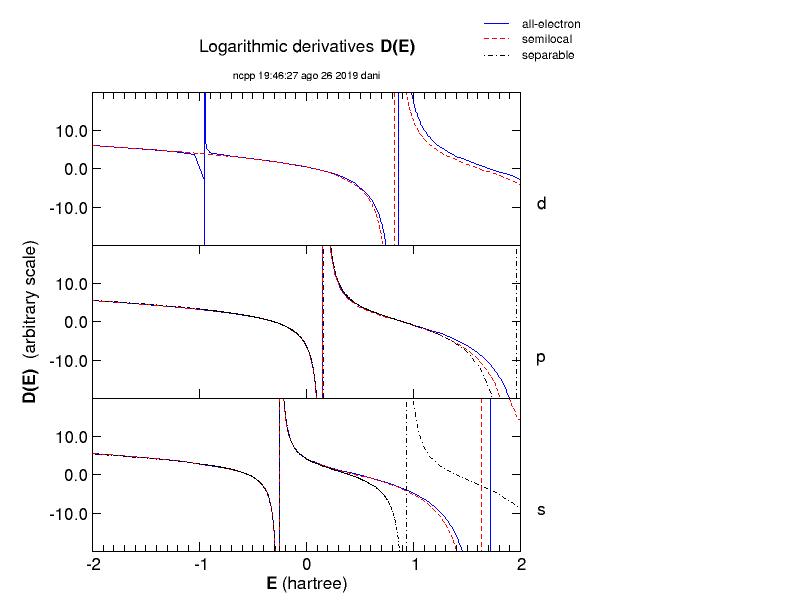 all-electron
semilocal
separable
Logarithmic derivatives D(E)
ncpp 19:46:27 ago 26 2019 dani
10.0
0.0
-10.0
d
10.0
0.0
-10.0
p
D(E) (arbitrary scale)
10.0
0.0
-10.0
s
-2 -1 0 1 2
E (hartree)